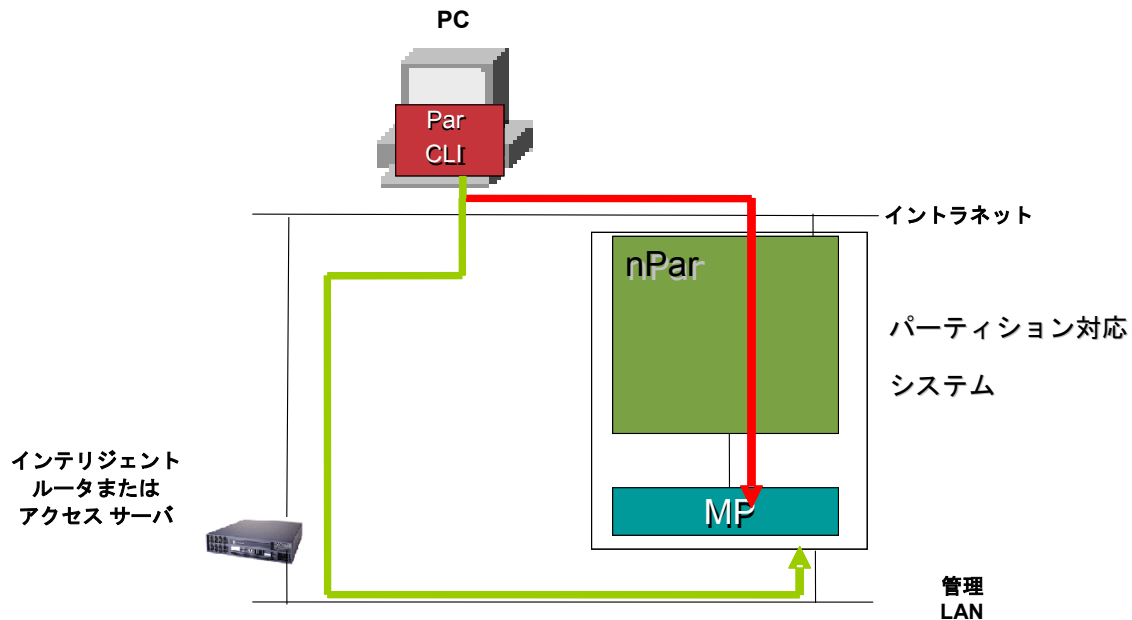 PC
Par
CLI
イントラネット
nPar
パーティション対応
システム
インテリジェント
ルータまたは
アクセス サーバ
MP
管理
LAN